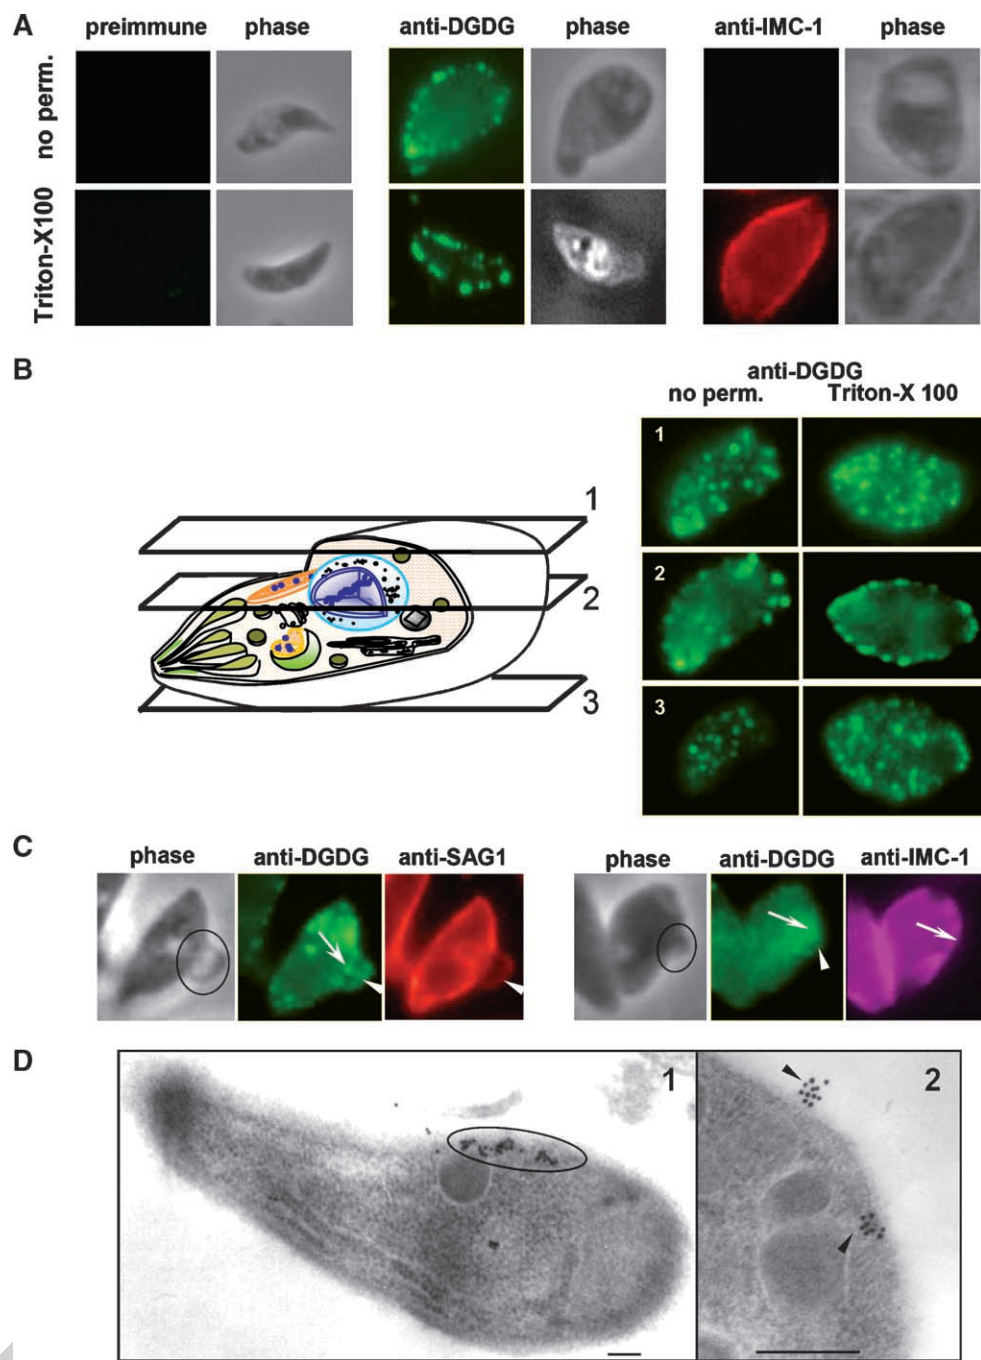 A
preimmune phase anti-DGDG phase anti-IMC-1 phase
no perm.
Triton-X100
B
anti-DGDG
no perm. Triton-X 100
1
2
3
1
2
3
C
phase anti-DGDG anti-SAG1 phase anti-DGDG anti-IMC-1
D
1 2